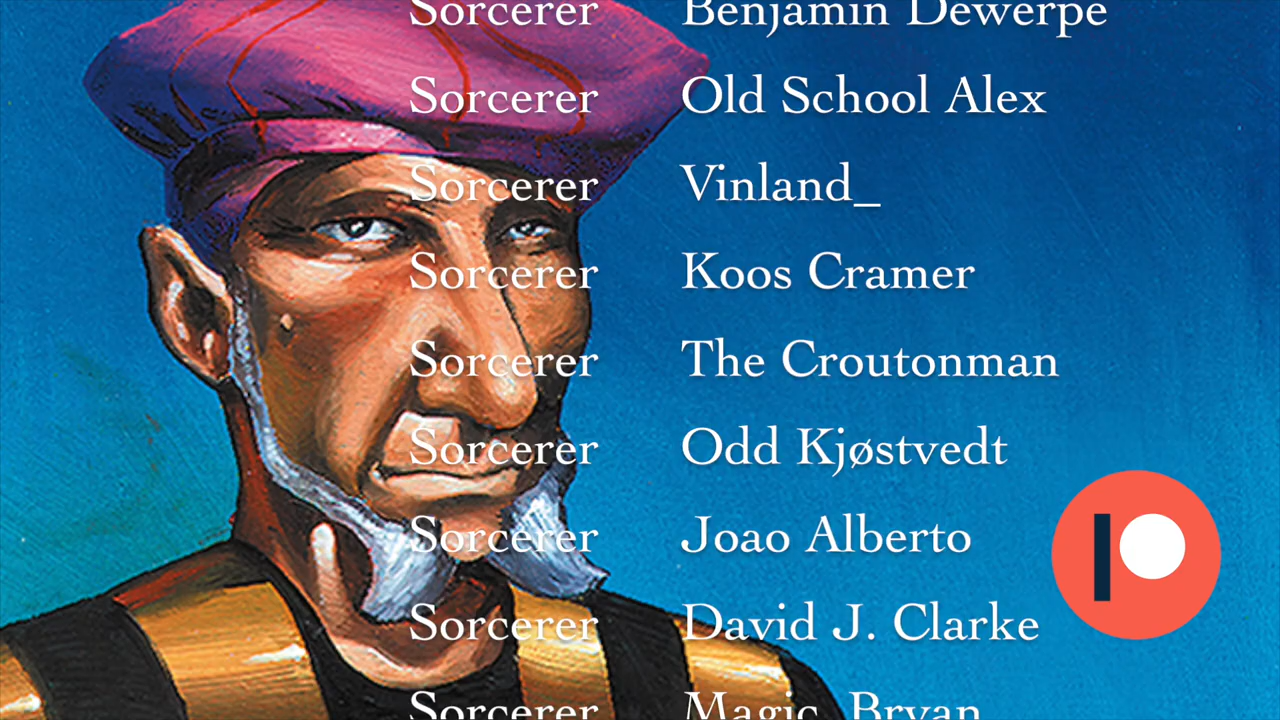 Sorcerer Benjamin Dewerpe
Sorcerer Old School Alex
Sorcerer Vinland_
Sorcerer Koos Cramer
Sorcerer The Croutonman
Sorcerer Odd Kjøstvedt
Sorcerer Joao Alberto
Sorcerer David J. Clarke
Sorcerer Magic_Bryan